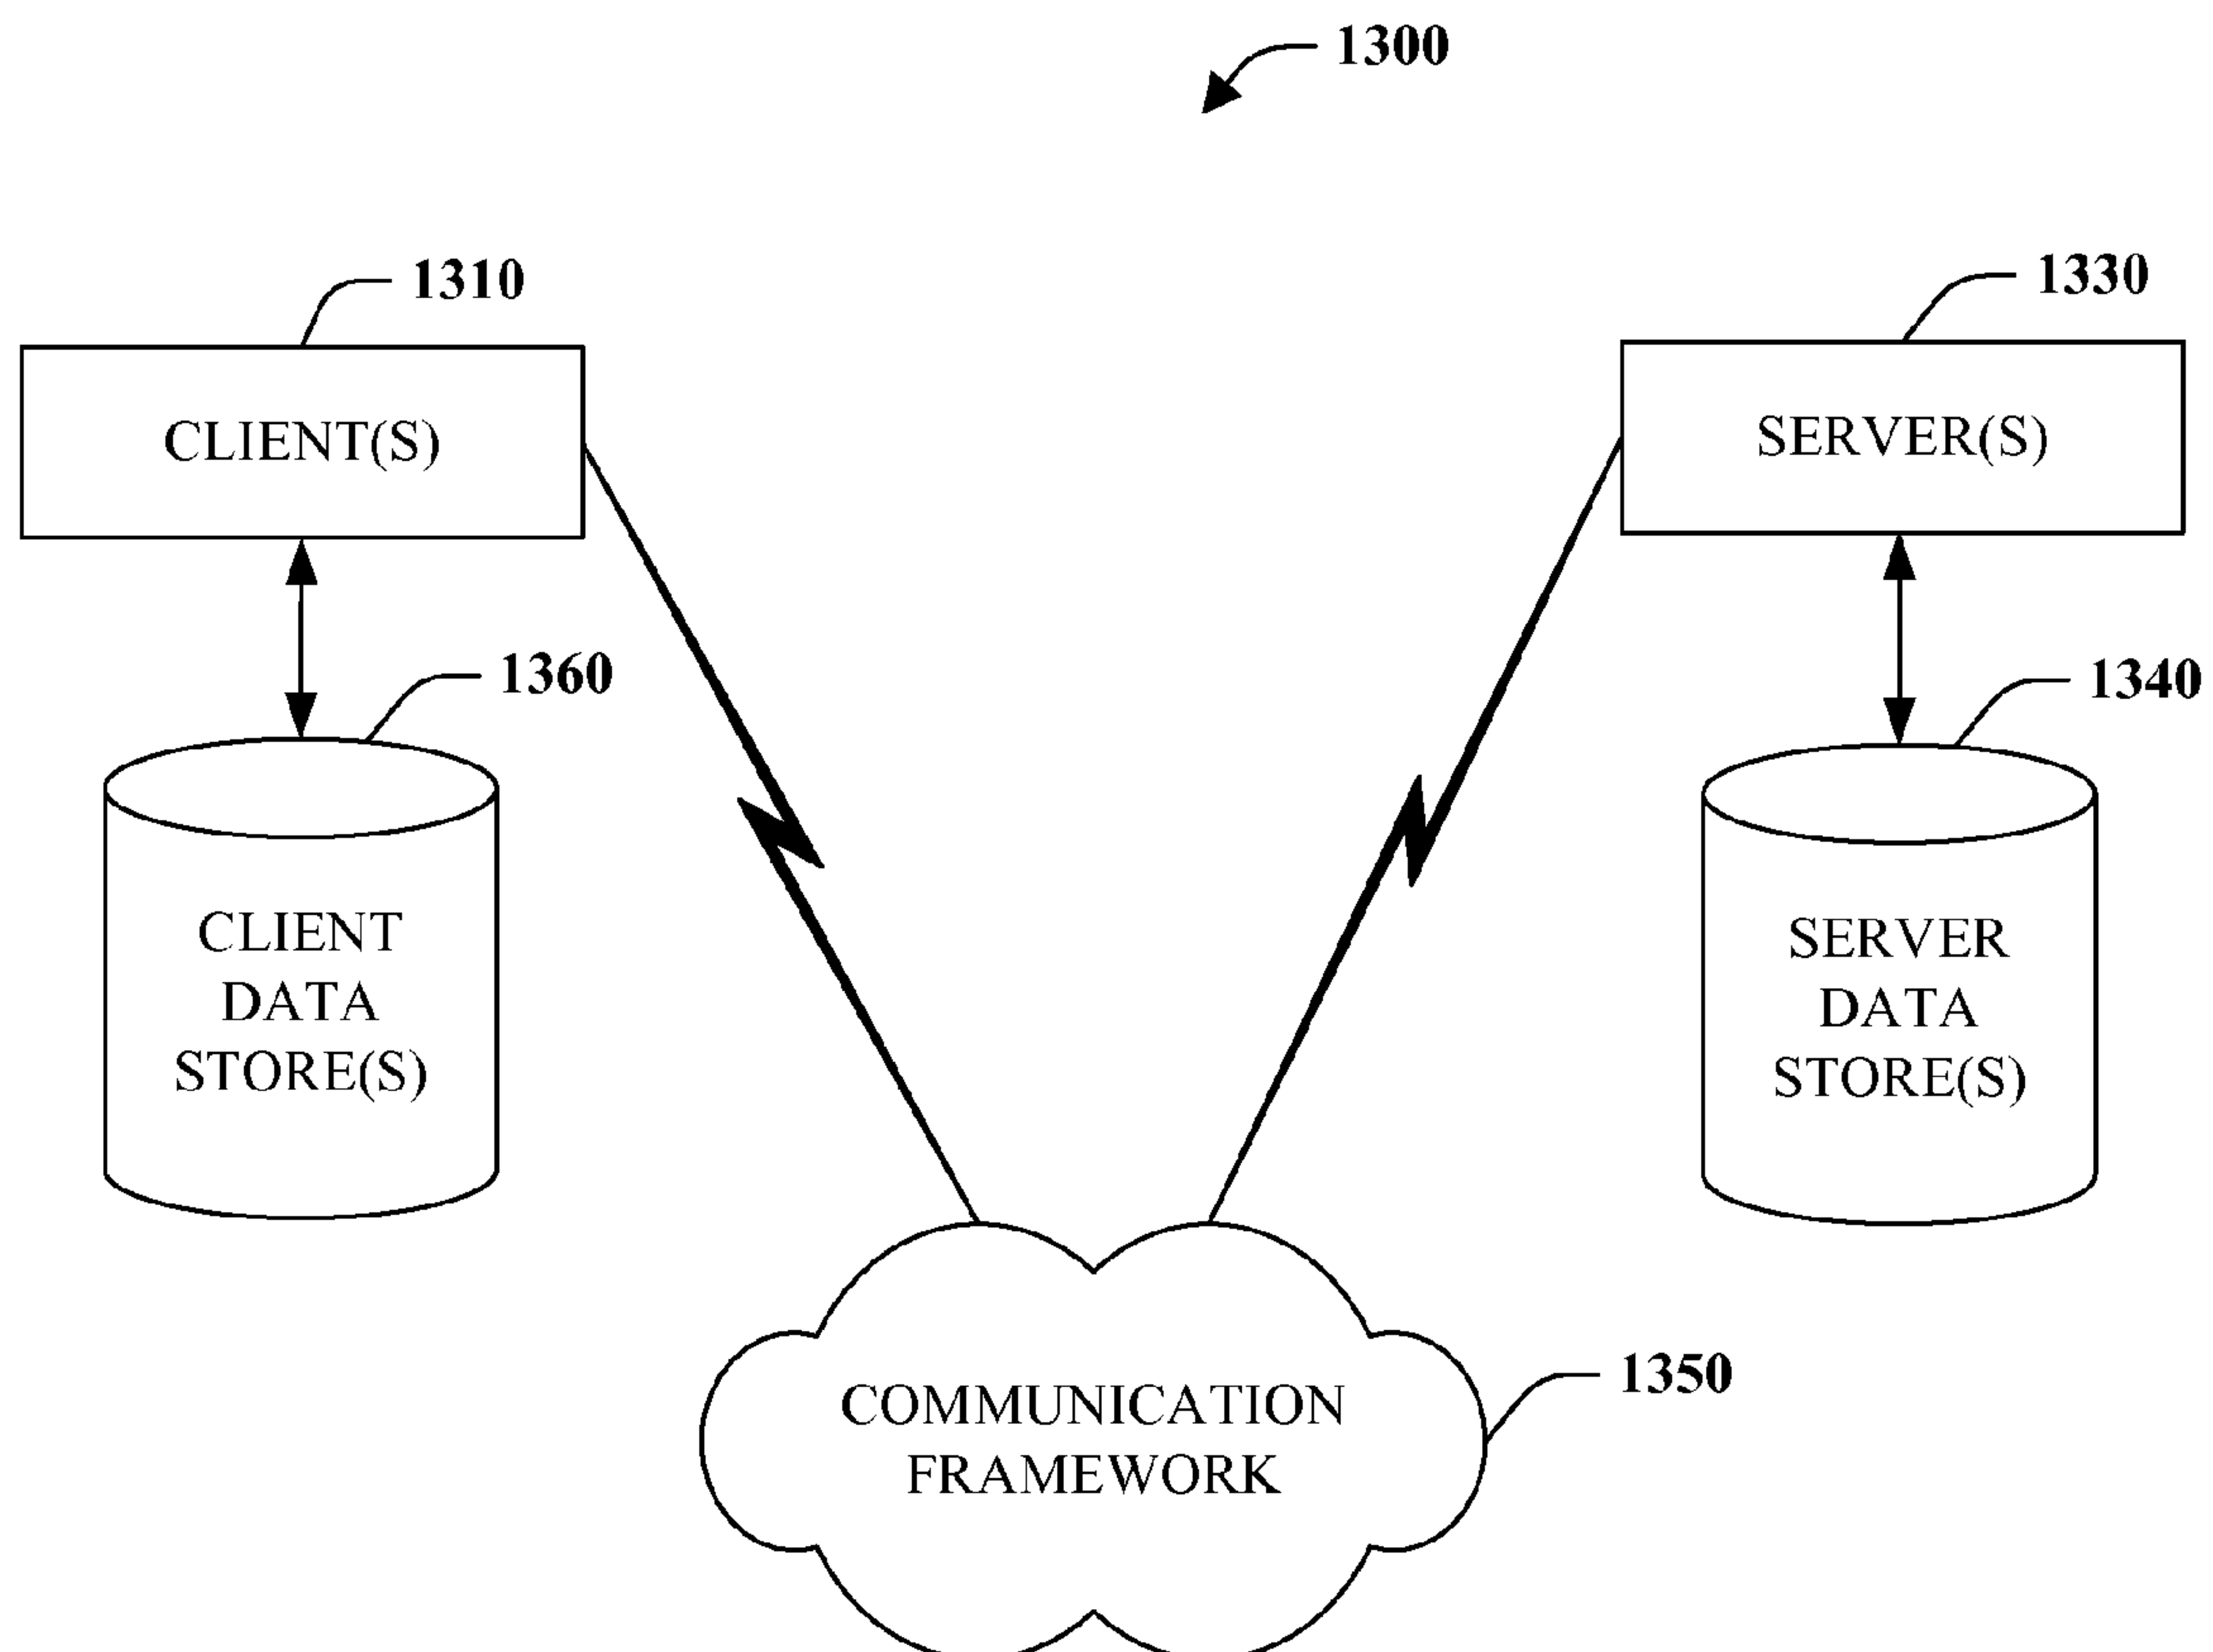 1300
1310
1330
CLIENT(S)
SERVER(S)
1360
1340
CLIENT
DATA
STORE(S)
SERVER
DATA
STORE(S)
1350
COMMUNICATION
FRAMEWORK